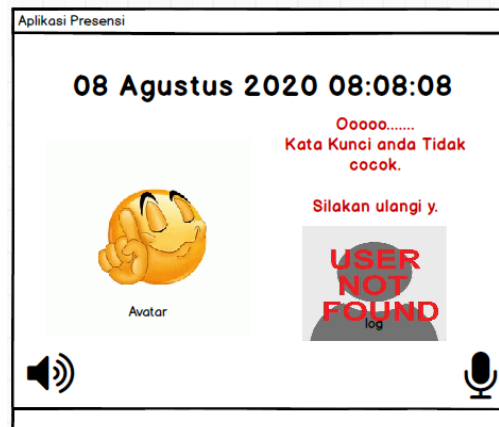 Aplikasi Presensi
08 Agustus 2020 08:08:08
Ooooo.......
Kata Kunci anda Tidak
cocok.
Silakan ulangi y.
Avatar
USER
NOT
FOUND
log